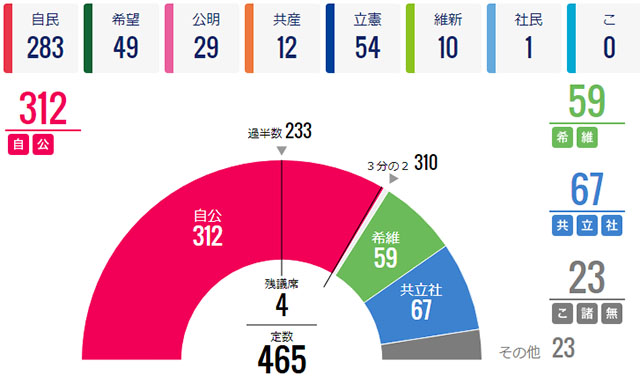 自民 希望 公明 共産 立憲 維新 社民 こ
283 49 29 12 54 10 1 0
312
自 公
過半数 233
3分の2 310
59
希 維
自公
312
希維
59
67
共 立 社
残議席
4
共立社
67
23
こ 諸 無
定数
465
その他 23